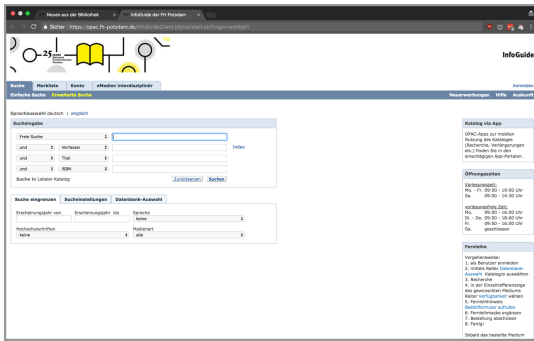 Neues aus der Bibliothek
InfoGuide der FH Potsdam
Sicher
https://opac.fh-potsdam.de/InfoGuideClient.fhpsis/start.do?Login=webfp01
25
InfoGuide
Suche Merkliste Konto eMedien interdisziplinär
Anmelden
Einfache Suche Erweiterte Suche
Neuerwerbungen Hilfe Auskunft
Sprachauswahl deutsch | englisch
Sucheingabe
Freie Suche
und Verfasser Index
und Titel
und ISBN
Suche in Lokaler Katalog Zurücksetzen Suchen
Suche eingrenzen Sucheinstellungen Datenbank-Auswahl
Erscheinungsjahr von Erscheinungsjahr bis Sprache
keine
Hochschulschriften Medienart
keine alle
Katalog via App
OPAC-Apps zur mobilen
Nutzung des Kataloges
(Recherche, Verlängerungen
etc.) finden Sie in den
einschlägigen App-Portalen.
Öffnungszeiten
Vorlesungszeit:
Mo. - Fr. 09:00 - 19:00 Uhr
Sa. 09:00 - 14:30 Uhr
vorlesungsfreie Zeit:
Mo. 09:00 - 16:00 Uhr
Di. - Do. 09:00 - 18:00 Uhr
Fr. 09:00 - 16:00 Uhr
Sa. geschlossen
Fernleihe
Vorgehensweise:
1. als Benutzer anmelden
2. mittels Reiter Datenbank-
Auswahl Katalog/e auswählen
3. Recherche
4. in der Einzeltrefferanzeige
des gewünschten Mediums
Reiter Verfügbarkeit wählen
5. Fernleihinweis
Bestellformular aufrufen
6. Fernleihmaske ergänzen
7. Bestellung abschicken
8. Fertig!
Sobald das bestellte Medium